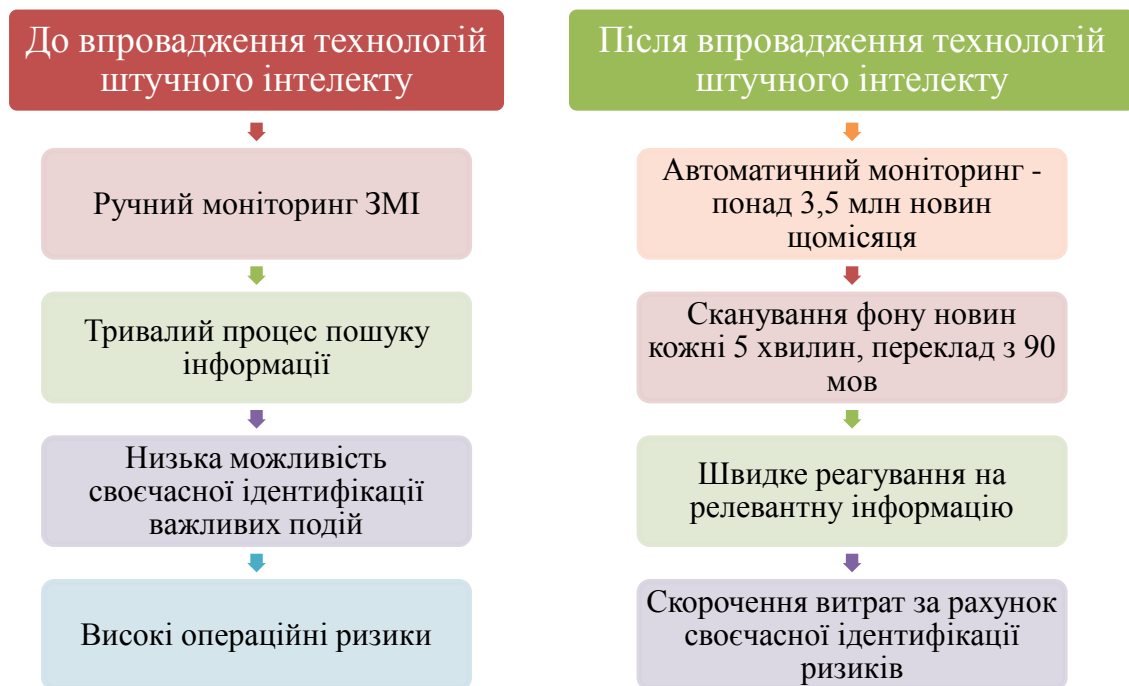 До впровадження технологій
штучного інтелекту
Ручний моніторинг ЗМІ
Тривалий процес пошуку
інформації
Низька можливість
своєчасної ідентифікації
важливих подій
Високі операційні ризики
Після впровадження технологій
штучного інтелекту
Автоматичний моніторинг -
понад 3,5 млн новин
щомісяця
Сканування фону новин
кожні 5 хвилин, переклад з 90
мов
Швидке реагування на
релевантну інформацію
Скорочення витрат за рахунок
своєчасної ідентифікації
ризиків